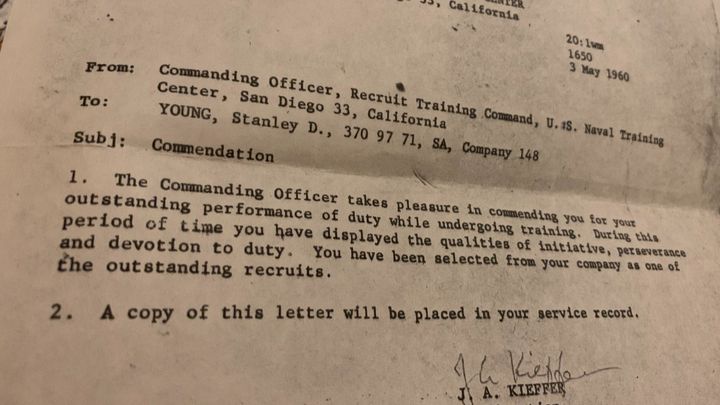 33, California
20:1wm
1650
3 May 1960
From: Commanding Officer, Recruit Training Command, U. S. Naval Training
Center, San Diego 33, California
To: YOUNG, Stanley D., 370 97 71, SA, Company 148
Subj: Commendation
1. The Commanding Officer takes pleasure in commending you for your
outstanding performance of duty while undergoing training. During this
period of time you have displayed the qualities of initiative, perseverance
and devotion to duty. You have been selected from your company as one of
the outstanding recruits.
2. A copy of this letter will be placed in your service record.
J A Kieffer
J. A. KIEFFER